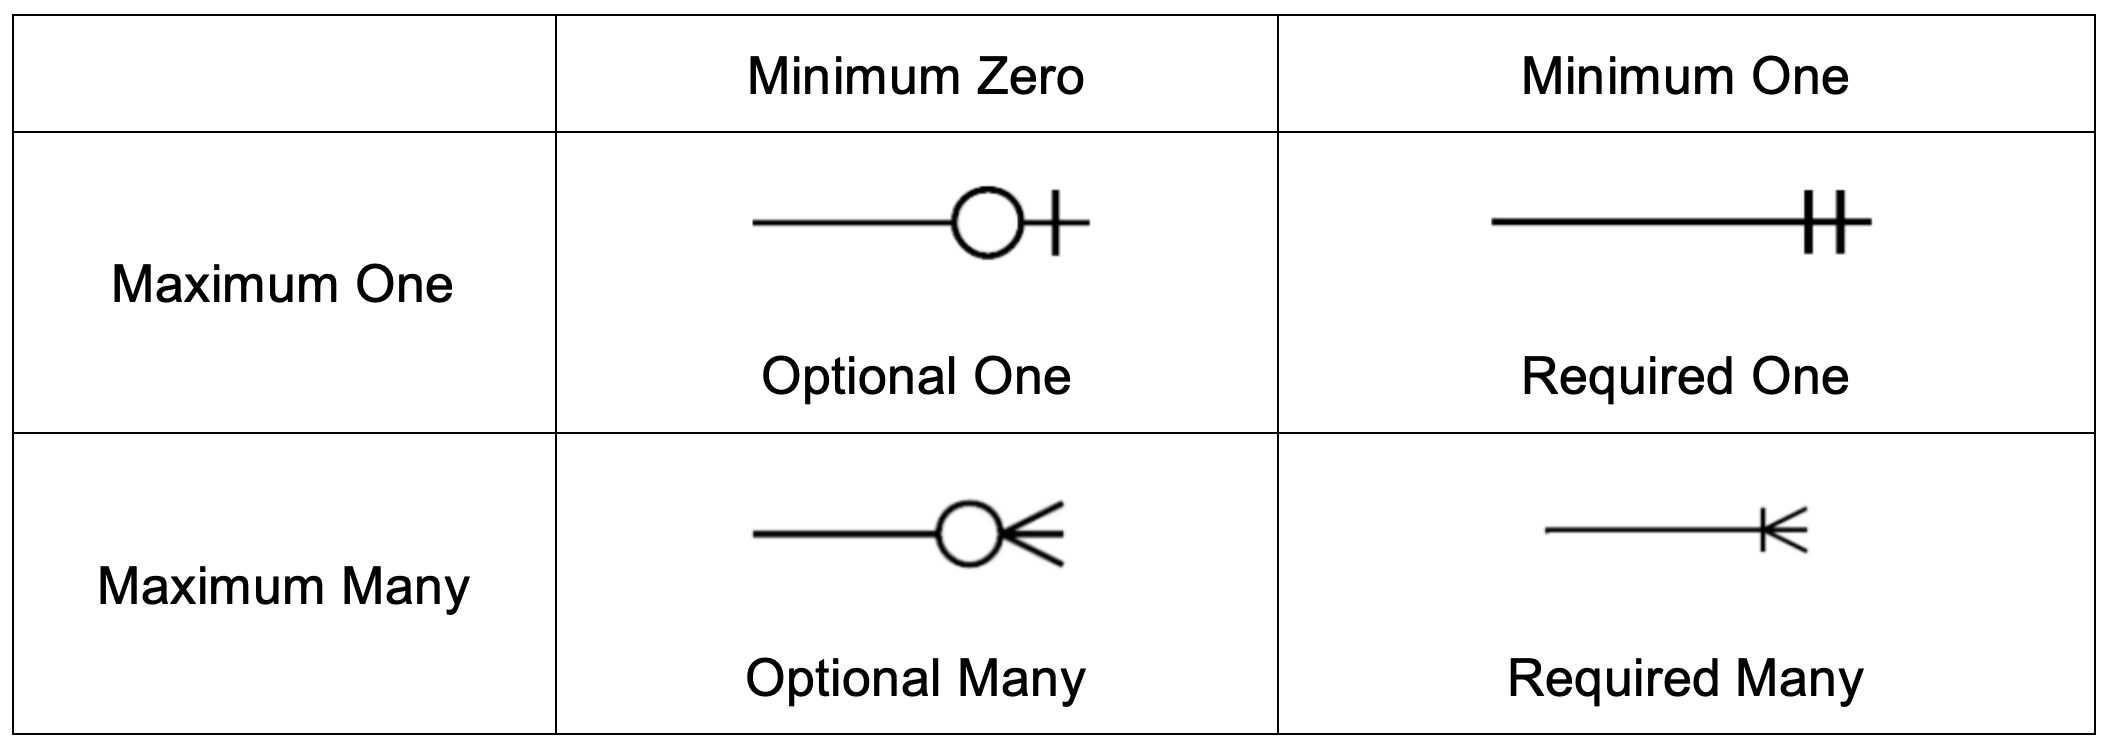 Minimum Zero
Minimum One
Maximum One
Optional One
Required One
Maximum Many
Optional Many
Required Many